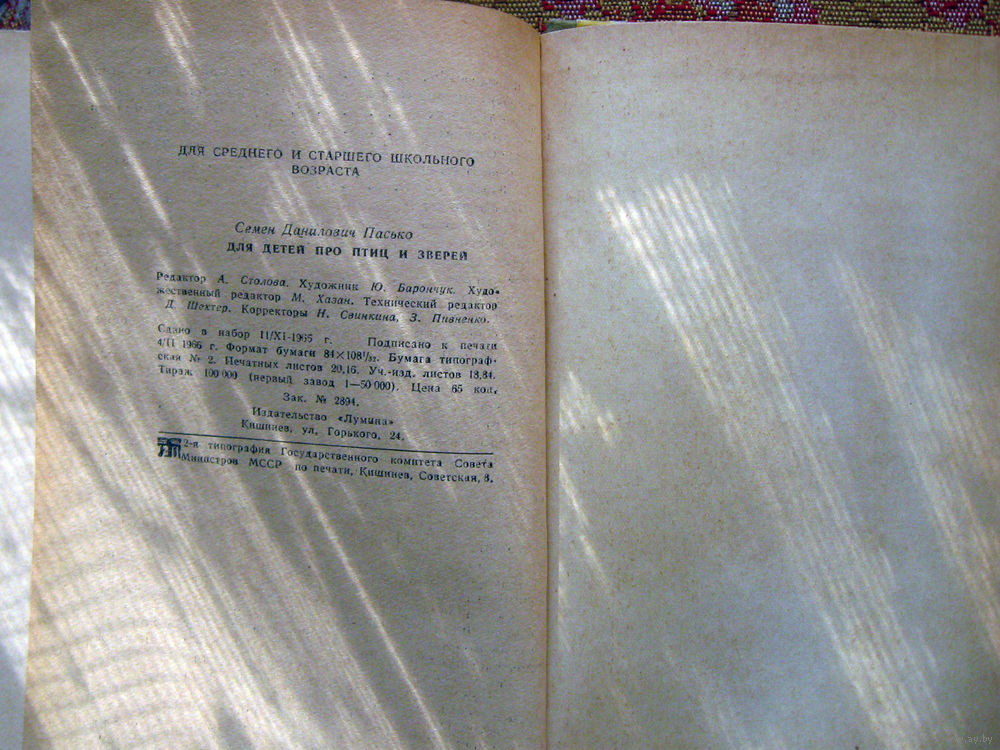 ДЛЯ СРЕДНЕГО И СТАРШЕГО ШКОЛЬНОГО
ВОЗРАСТА
Семен Данилович Пасько
ДЛЯ ДЕТЕЙ ПРО ПТИЦ И ЗВЕРЕЙ
Редактор А. Столова. Художник Ю. Барончук. Худо-
жественный редактор М. Хазан. Технический редактор
Д. Шехтер. Корректоры Н. Свинкина, З. Пивненко.
Сдано в набор 11/XI-1965 г. Подписано к печати
4/II 1966 г. Формат бумаги 84×108¹/₃₂. Бумага типограф-
ская № 2. Печатных листов 20,16. Уч.-изд. листов 18,84.
Тираж 100 000 (первый завод 1—50 000). Цена 65 коп.
Зак. № 2894.
Издательство «Лумина»
Кишинев, ул. Горького, 24.
2-я типография Государственного комитета Совета
Министров МССР по печати, Кишинев, Советская, 8.
ay.by